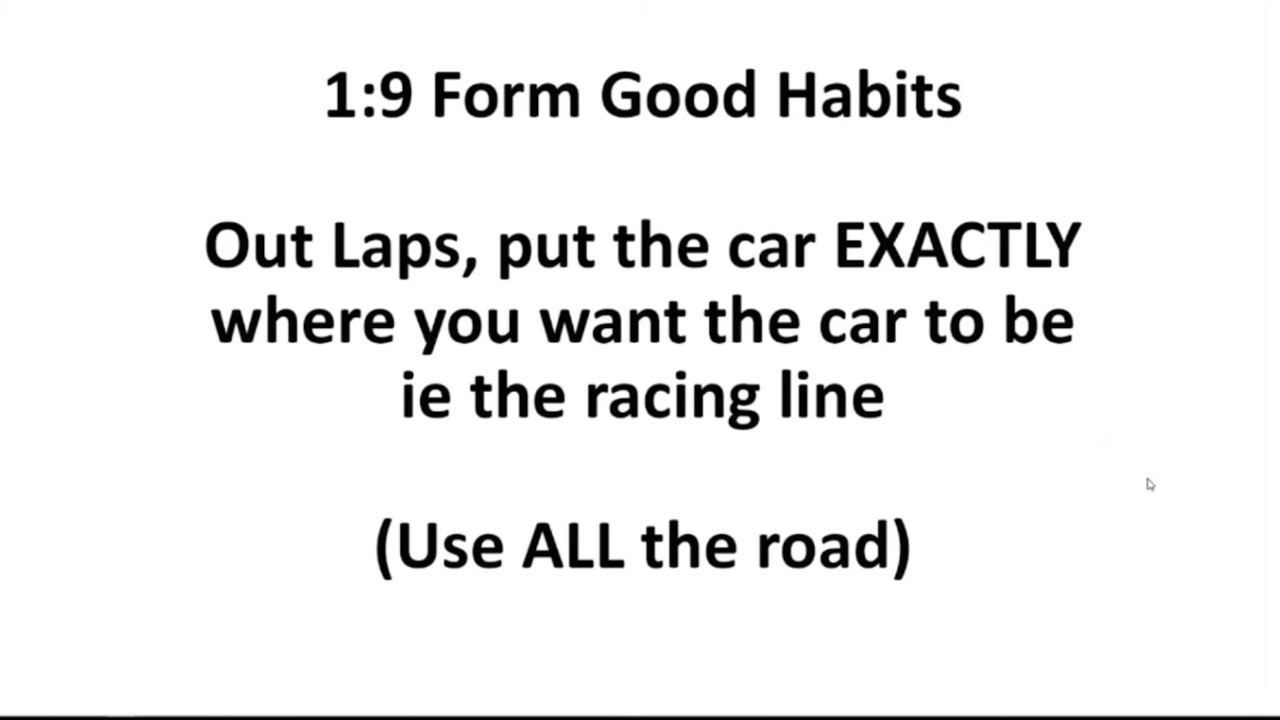 1:9 Form Good Habits
Out Laps, put the car EXACTLY
where you want the car to be
ie the racing line
(Use ALL the road)